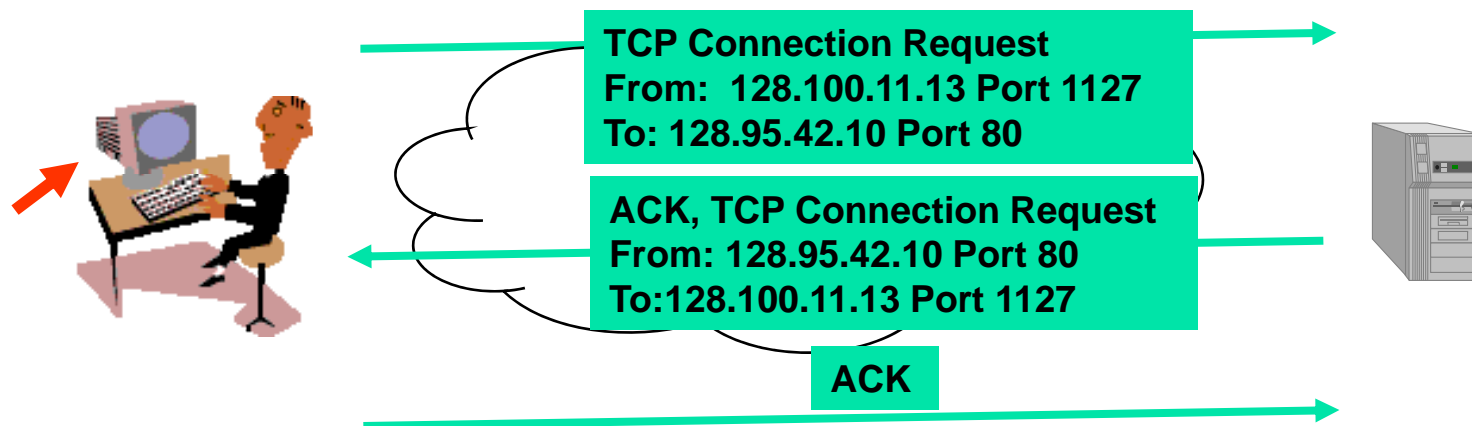 TCP Connection Request
From: 128.100.11.13 Port 1127
To: 128.95.42.10 Port 80
ACK, TCP Connection Request
From: 128.95.42.10 Port 80
To:128.100.11.13 Port 1127
ACK